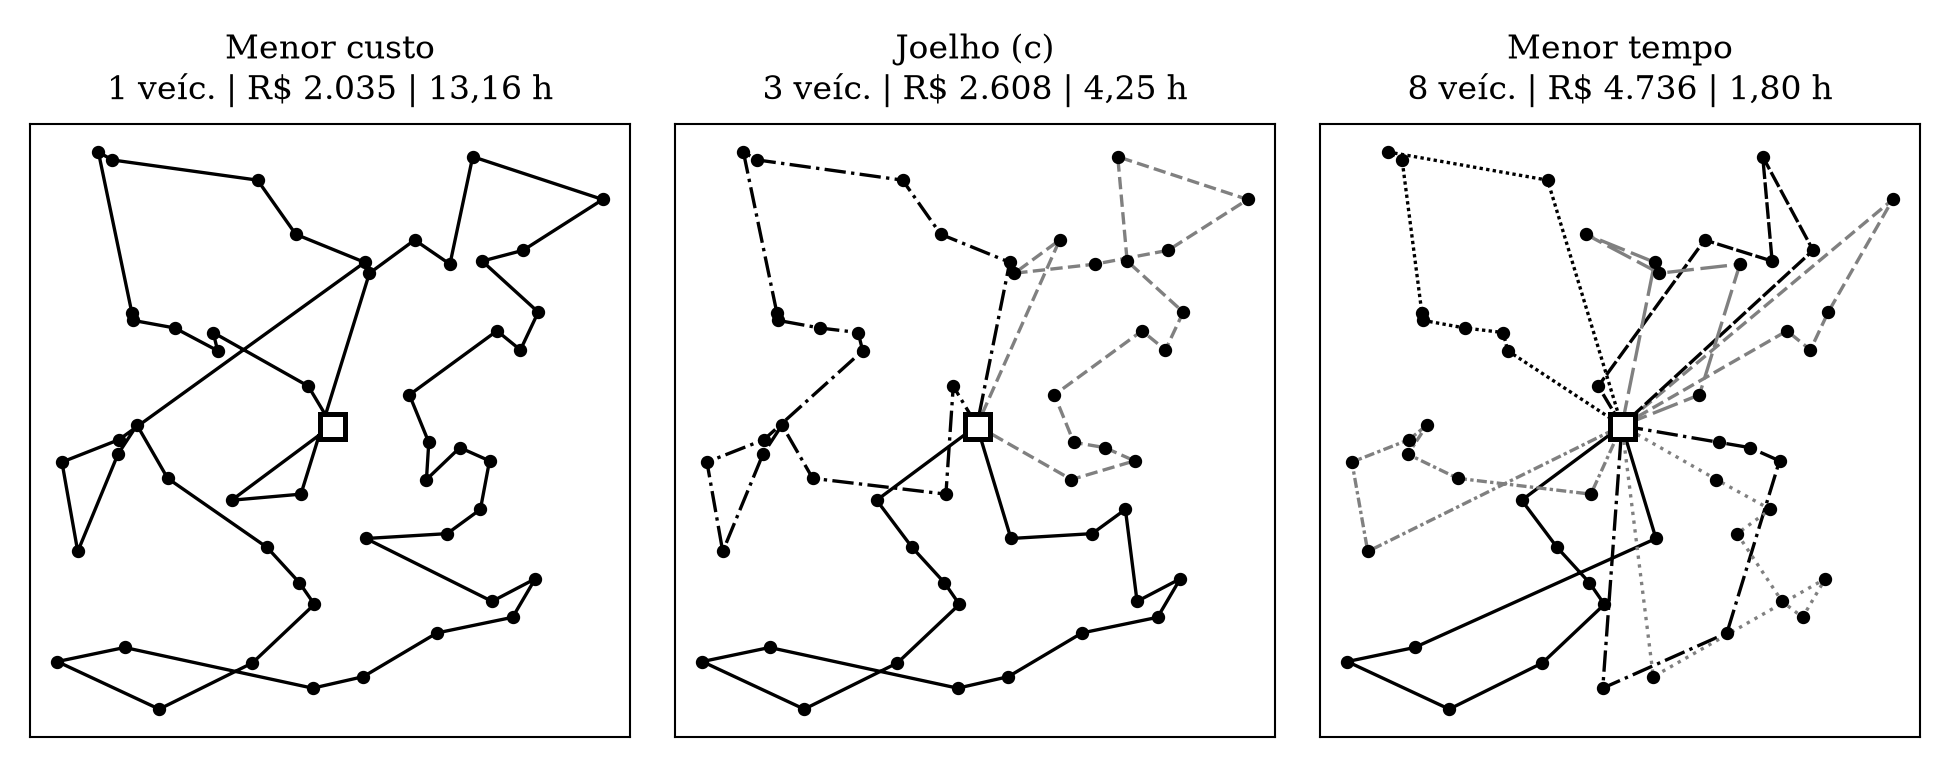 Menor custo
1 veíc. | R$ 2.035 | 13,16 h
Joelho (c)
3 veíc. | R$ 2.608 | 4,25 h
Menor tempo
8 veíc. | R$ 4.736 | 1,80 h